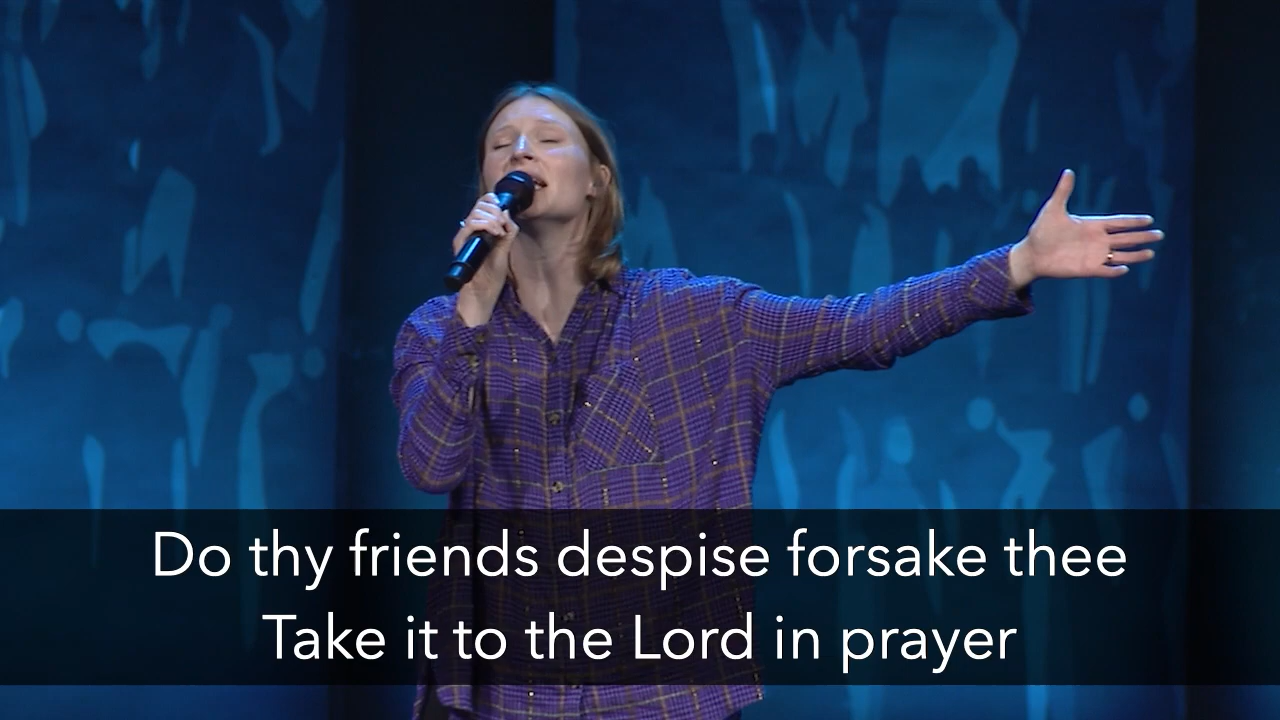 Do thy friends despise forsake thee
Take it to the Lord in prayer